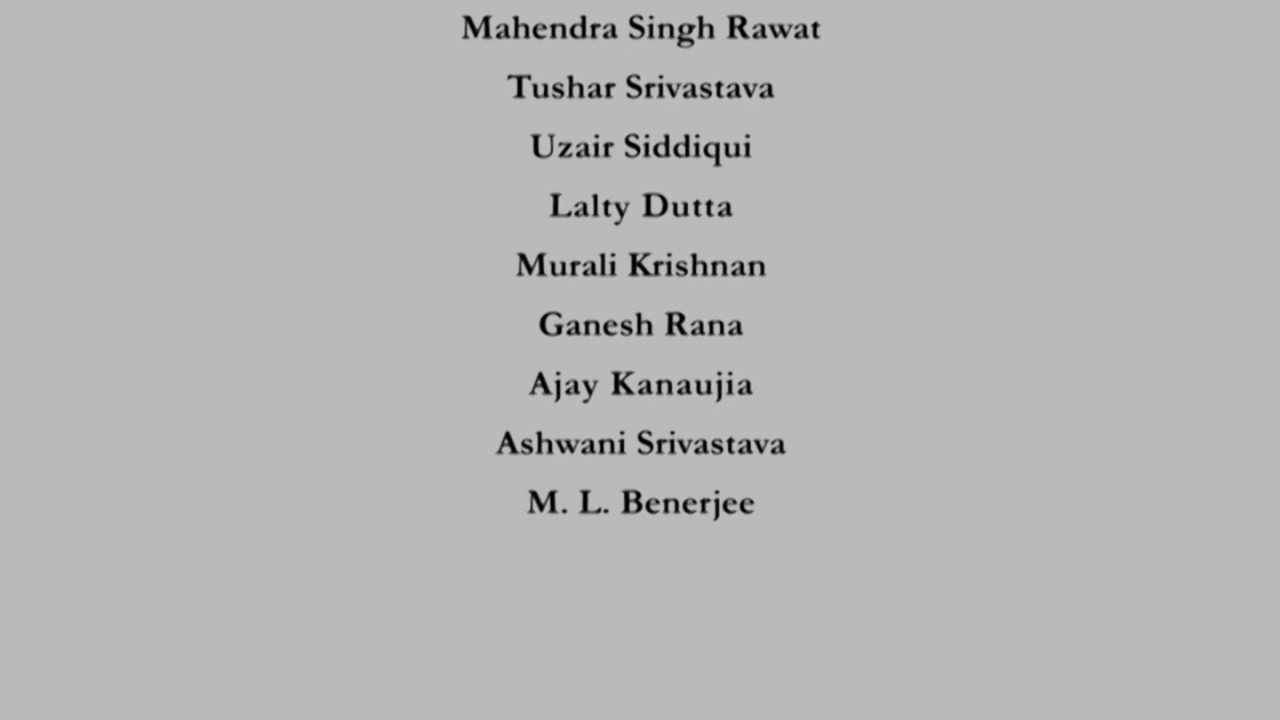 Mahendra Singh Rawat
Tushar Srivastava
Uzair Siddiqui
Lalty Dutta
Murali Krishnan
Ganesh Rana
Ajay Kanaujia
Ashwani Srivastava
M. L. Benerjee